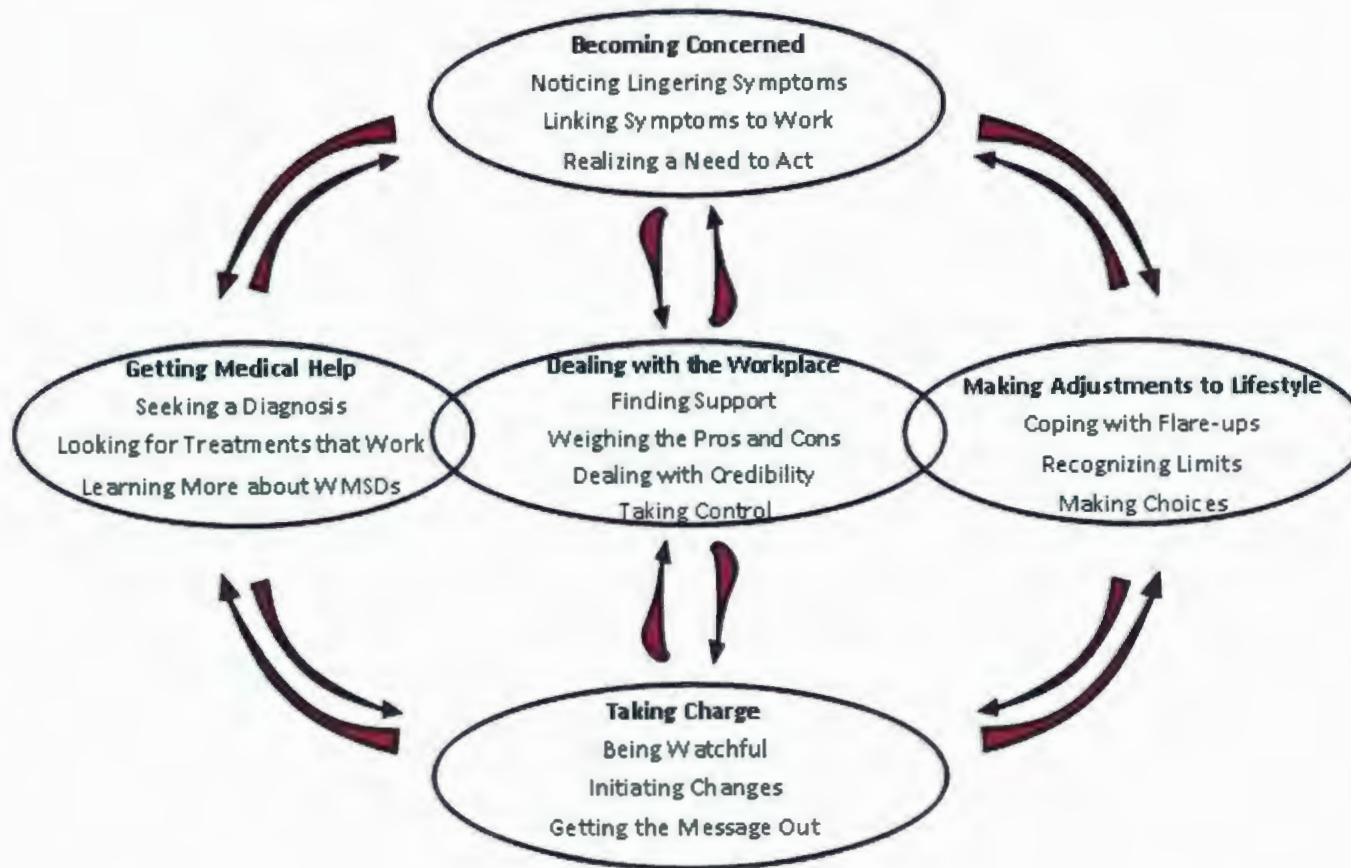 Becoming Concerned
Noticing Lingering Symptoms
Linking Symptoms to Work
Realizing a Need to Act
Getting Medical Help
Seeking a Diagnosis
Looking for Treatments that Work
Learning More about WMSDs
Dealing with the Workplace
Finding Support
Weighing the Pros and Cons
Dealing with Credibility
Taking Control
Making Adjustments to Lifestyle
Coping with Flare-ups
Recognizing Limits
Making Choices
Taking Charge
Being Watchful
Initiating Changes
Getting the Message Out